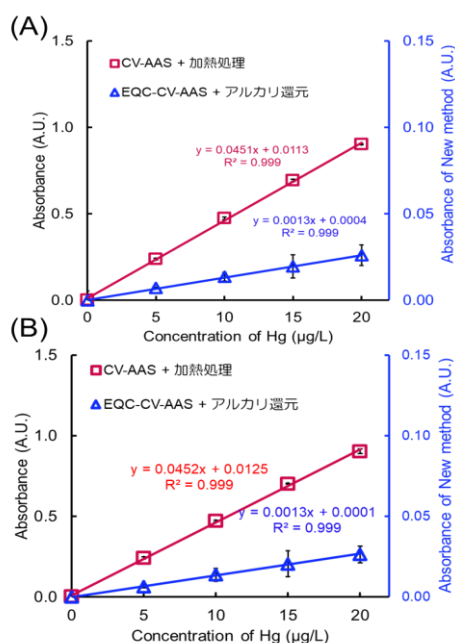 (A)
1.5
0.15
CV-AAS + 加熱処理
EQC-CV-AAS + アルカリ還元
Absorbance (A.U.)
1.0
0.10
y = 0.0451x + 0.0113
R² = 0.999
0.5
0.05
y = 0.0013x + 0.0004
R² = 0.999
0.0
0.00
0 5 10 15 20
Concentration of Hg (µg/L)
Absorbance of New method (A.U.)
(B)
1.5
0.15
CV-AAS + 加熱処理
EQC-CV-AAS + アルカリ還元
Absorbance (A.U.)
1.0
0.10
y = 0.0452x + 0.0125
R² = 0.999
0.5
0.05
y = 0.0013x + 0.0001
R² = 0.999
0.0
0.00
0 5 10 15 20
Concentration of Hg (µg/L)
Absorbance of New method (A.U.)